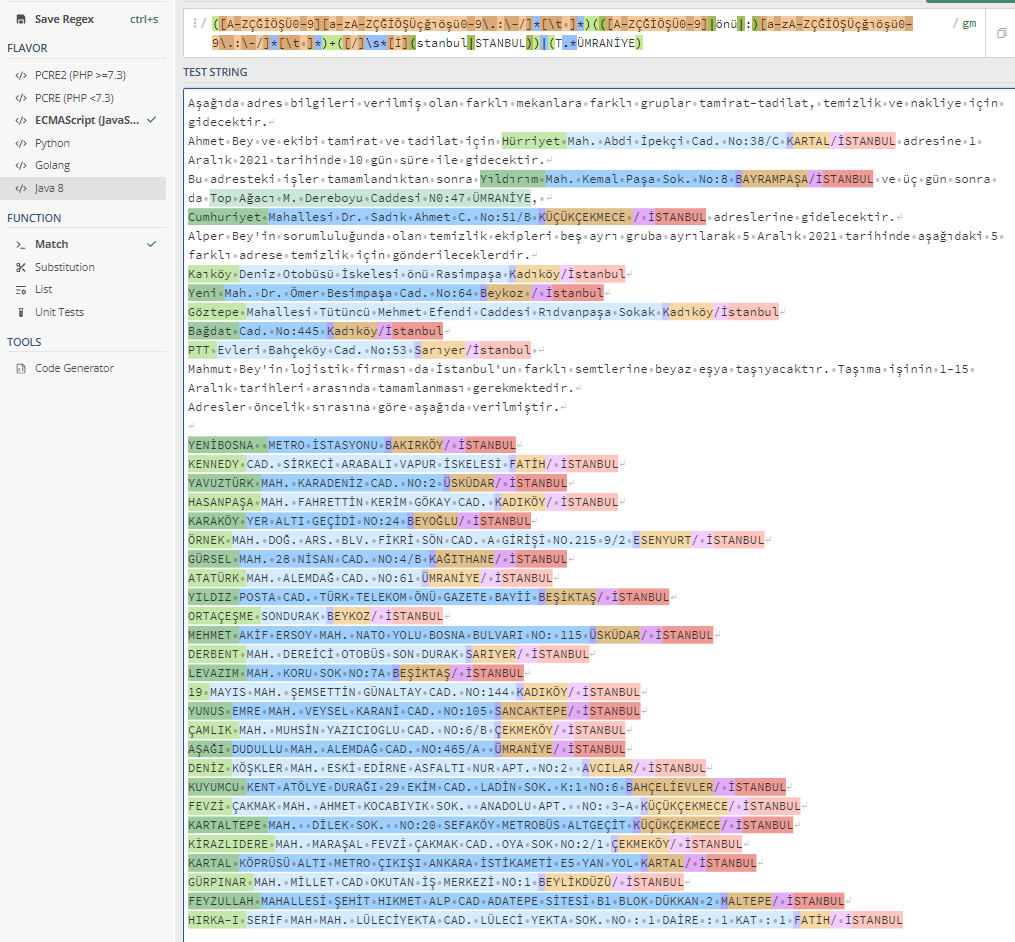 Save Regex ctrl+s
FLAVOR
</> PCRE2 (PHP >=7.3)
</> PCRE (PHP <7.3)
</> ECMAScript (JavaS...
</> Python
</> Golang
</> Java 8
FUNCTION
>_ Match
Substitution
List
Unit Tests
TOOLS
Code Generator
/ ([A-ZÇĞİÖŞÜ0-9][a-zA-ZÇĞİÖŞÜçğıöşü0-9\.:\-/]*[\t ]*)(([A-ZÇĞİÖŞÜ0-9]|önü|:)[a-zA-ZÇĞİÖŞÜçğıöşü0-
9\.:\-/]*[\t ]*)+([/]\s*[İ](stanbul|STANBUL))|(T.*ÜMRANİYE)
/ gm
TEST STRING
Aşağıda adres bilgileri verilmiş olan farklı mekanlara farklı gruplar tamirat-tadilat, temizlik ve nakliye için
gidecektir.
Ahmet Bey ve ekibi tamirat ve tadilat için Hürriyet Mah. Abdi İpekçi Cad. No:38/C KARTAL/İSTANBUL adresine 1
Aralık 2021 tarihinde 10 gün süre ile gidecektir.
Bu adresteki işler tamamlandıktan sonra Yıldırım Mah. Kemal Paşa Sok. No:8 BAYRAMPAŞA/İSTANBUL ve üç gün sonra
da Top Ağacı M. Dereboyu Caddesi N0:47 ÜMRANİYE,
Cumhuriyet Mahallesi Dr. Sadık Ahmet C. No:51/B KÜÇÜKÇEKMECE / İSTANBUL adreslerine gidelecektir.
Alper Bey'in sorumluluğunda olan temizlik ekipleri beş ayrı gruba ayrılarak 5 Aralık 2021 tarihinde aşağıdaki 5
farklı adrese temizlik için gönderileceklerdir.
Kaıköy Deniz Otobüsü İskelesi önü Rasimpaşa Kadıköy/İstanbul
Yeni Mah. Dr. Ömer Besimpaşa Cad. No:64 Beykoz / İstanbul
Göztepe Mahallesi Tütüncü Mehmet Efendi Caddesi Rıdvanpaşa Sokak Kadıköy/İstanbul
Bağdat Cad. No:445 Kadıköy/İstanbul
PTT Evleri Bahçeköy Cad. No:53 Sarıyer/İstanbul
Mahmut Bey'in lojistik firması da İstanbul'un farklı semtlerine beyaz eşya taşıyacaktır. Taşıma işinin 1-15
Aralık tarihleri arasında tamamlanması gerekmektedir.
Adresler öncelik sırasına göre aşağıda verilmiştir.
YENİBOSNA  METRO İSTASYONU BAKIRKÖY/ İSTANBUL
KENNEDY CAD. SİRKECİ ARABALI VAPUR İSKELESİ FATİH/ İSTANBUL
YAVUZTÜRK MAH. KARADENİZ CAD. NO:2 ÜSKÜDAR/ İSTANBUL
HASANPAŞA MAH. FAHRETTİN KERİM GÖKAY CAD. KADIKÖY/ İSTANBUL
KARAKÖY YER ALTI GEÇİDİ NO:24 BEYOĞLU/ İSTANBUL
ÖRNEK MAH. DOĞ. ARS. BLV. FİKRİ SÖN CAD. A GİRİŞİ NO.215 9/2 ESENYURT/ İSTANBUL
GÜRSEL MAH. 28 NİSAN CAD. NO:4/B KAĞITHANE/ İSTANBUL
ATATÜRK MAH. ALEMDAĞ CAD. NO:61 ÜMRANİYE/ İSTANBUL
YILDIZ POSTA CAD. TÜRK TELEKOM ÖNÜ GAZETE BAYİİ BEŞİKTAŞ/ İSTANBUL
ORTAÇEŞME SONDURAK BEYKOZ/ İSTANBUL
MEHMET AKİF ERSOY MAH. NATO YOLU BOSNA BULVARI NO: 115 ÜSKÜDAR/ İSTANBUL
DERBENT MAH. DEREİCİ OTOBÜS SON DURAK SARIYER/ İSTANBUL
LEVAZIM MAH. KORU SOK NO:7A BEŞİKTAŞ/ İSTANBUL
19 MAYIS MAH. ŞEMSETTİN GÜNALTAY CAD. NO:144 KADIKÖY/ İSTANBUL
YUNUS EMRE MAH. VEYSEL KARANİ CAD. NO:105 SANCAKTEPE/ İSTANBUL
ÇAMLIK MAH. MUHSİN YAZICIOGLU CAD. NO:6/B ÇEKMEKÖY/ İSTANBUL
AŞAĞI DUDULLU MAH. ALEMDAĞ CAD. NO:465/A  ÜMRANİYE/ İSTANBUL
DENİZ KÖŞKLER MAH. ESKİ EDİRNE ASFALTI NUR APT. NO:2  AVCILAR/ İSTANBUL
KUYUMCU KENT ATÖLYE DURAĞI 29 EKİM CAD. LADİN SOK. K:1 NO:6 BAHÇELİEVLER/ İSTANBUL
FEVZİ ÇAKMAK MAH. AHMET KOCABIYIK SOK.  ANADOLU APT.  NO: 3-A KÜÇÜKÇEKMECE/ İSTANBUL
KARTALTEPE MAH.  DİLEK SOK.  NO:20 SEFAKÖY METROBÜS ALTGEÇİT KÜÇÜKÇEKMECE/ İSTANBUL
KİRAZLIDERE MAH. MARAŞAL FEVZİ ÇAKMAK CAD. OYA SOK NO:2/1 ÇEKMEKÖY/ İSTANBUL
KARTAL KÖPRÜSÜ ALTI METRO ÇIKIŞI ANKARA İSTİKAMETİ E5 YAN YOL KARTAL/ İSTANBUL
GÜRPINAR MAH. MİLLET CAD OKUTAN İŞ MERKEZİ NO:1 BEYLİKDÜZÜ/ İSTANBUL
FEYZULLAH MAHALLESİ ŞEHİT HIKMET ALP CAD ADATEPE SİTESİ B1 BLOK DÜKKAN 2 MALTEPE/ İSTANBUL
HIRKA-I SERİF MAH MAH. LÜLECİYEKTA CAD. LÜLECİ YEKTA SOK. NO : 1 DAİRE : 1 KAT : 1 FATİH/ İSTANBUL